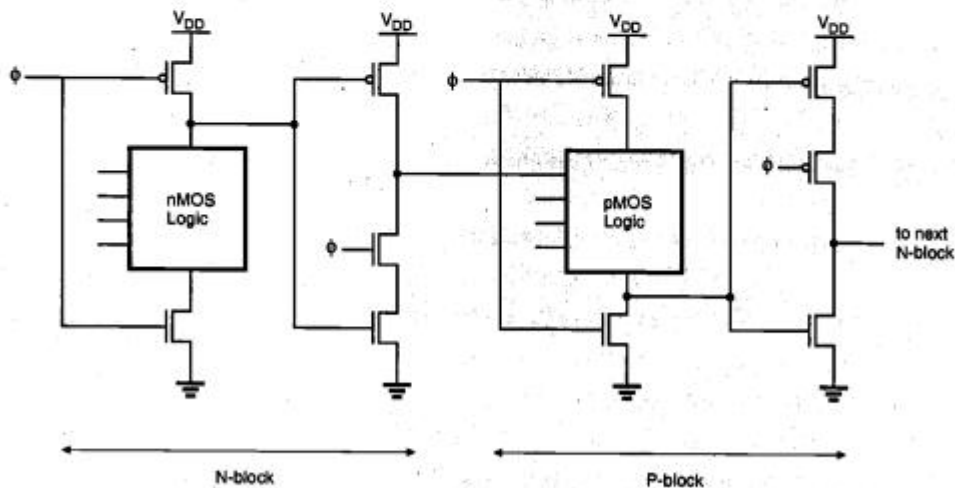 VDD
VDD
VDD
VDD
ϕ
ϕ
nMOS
Logic
ϕ
pMOS
Logic
ϕ
to next
N-block
N-block
P-block